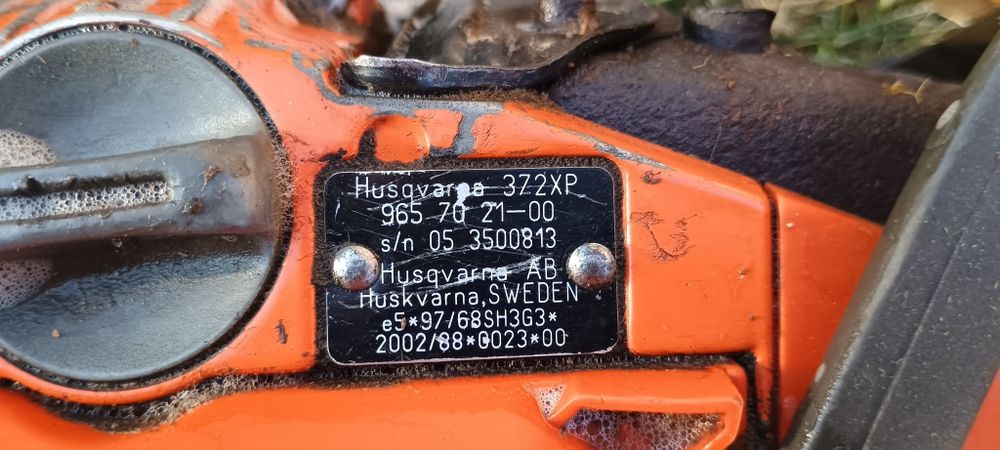 Husqvarna 372XP
965 70 21-00
s/n 05 3500813
Husqvarna AB
Huskvarna,SWEDEN
e5*97/68SH3G3*
2002/88*0023*00